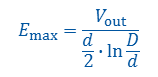 E_max = V_out / (d/2 · ln D/d)